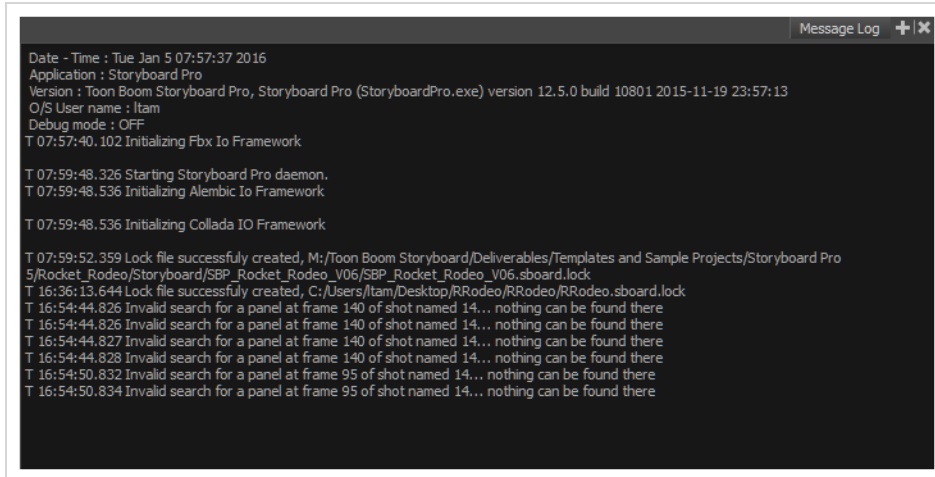 Message Log
Date - Time : Tue Jan 5 07:57:37 2016
Application : Storyboard Pro
Version : Toon Boom Storyboard Pro, Storyboard Pro (StoryboardPro.exe) version 12.5.0 build 10801 2015-11-19 23:57:13
O/S User name : ltam
Debug mode : OFF
T 07:57:40.102 Initializing Fbx Io Framework
T 07:59:48.326 Starting Storyboard Pro daemon.
T 07:59:48.536 Initializing Alembic Io Framework
T 07:59:48.536 Initializing Collada IO Framework
T 07:59:52.359 Lock file successfuly created, M:/Toon Boom Storyboard/Deliverables/Templates and Sample Projects/Storyboard Pro
5/Rocket_Rodeo/Storyboard/SBP_Rocket_Rodeo_V06/SBP_Rocket_Rodeo_V06.sboard.lock
T 16:36:13.644 Lock file successfuly created, C:/Users/ltam/Desktop/RRodeo/RRodeo/RRodeo.sboard.lock
T 16:54:44.826 Invalid search for a panel at frame 140 of shot named 14... nothing can be found there
T 16:54:44.826 Invalid search for a panel at frame 140 of shot named 14... nothing can be found there
T 16:54:44.827 Invalid search for a panel at frame 140 of shot named 14... nothing can be found there
T 16:54:44.828 Invalid search for a panel at frame 140 of shot named 14... nothing can be found there
T 16:54:50.832 Invalid search for a panel at frame 95 of shot named 14... nothing can be found there
T 16:54:50.834 Invalid search for a panel at frame 95 of shot named 14... nothing can be found there